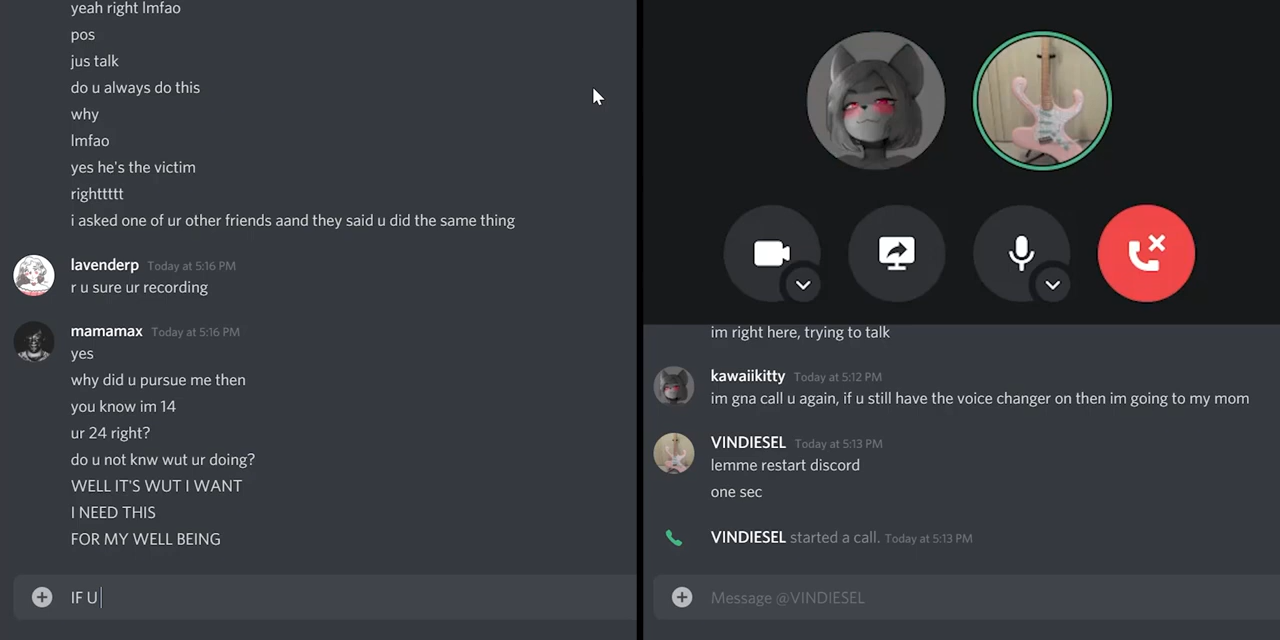 yeah right lmfao
pos
jus talk
do u always do this
why
lmfao
yes he's the victim
righttttt
i asked one of ur other friends aand they said u did the same thing
lavenderp Today at 5:16 PM
r u sure ur recording
mamamax Today at 5:16 PM
yes
why did u pursue me then
you know im 14
ur 24 right?
do u not knw wut ur doing?
WELL IT'S WUT I WANT
I NEED THIS
FOR MY WELL BEING
IF U
im right here, trying to talk
kawaiikitty Today at 5:12 PM
im gna call u again, if u still have the voice changer on then im going to my mom
VINDIESEL Today at 5:13 PM
lemme restart discord
one sec
VINDIESEL started a call. Today at 5:13 PM
Message @VINDIESEL